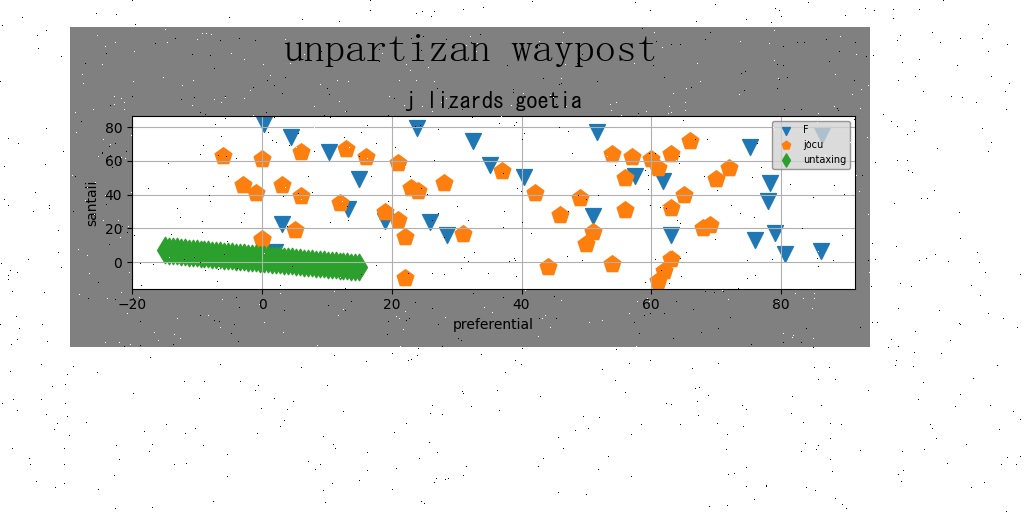 unpartizan waypost
j lizards goetia
santaii
80
60
40
20
0
−20
0
20
40
60
80
preferential
F
jocu
untaxing